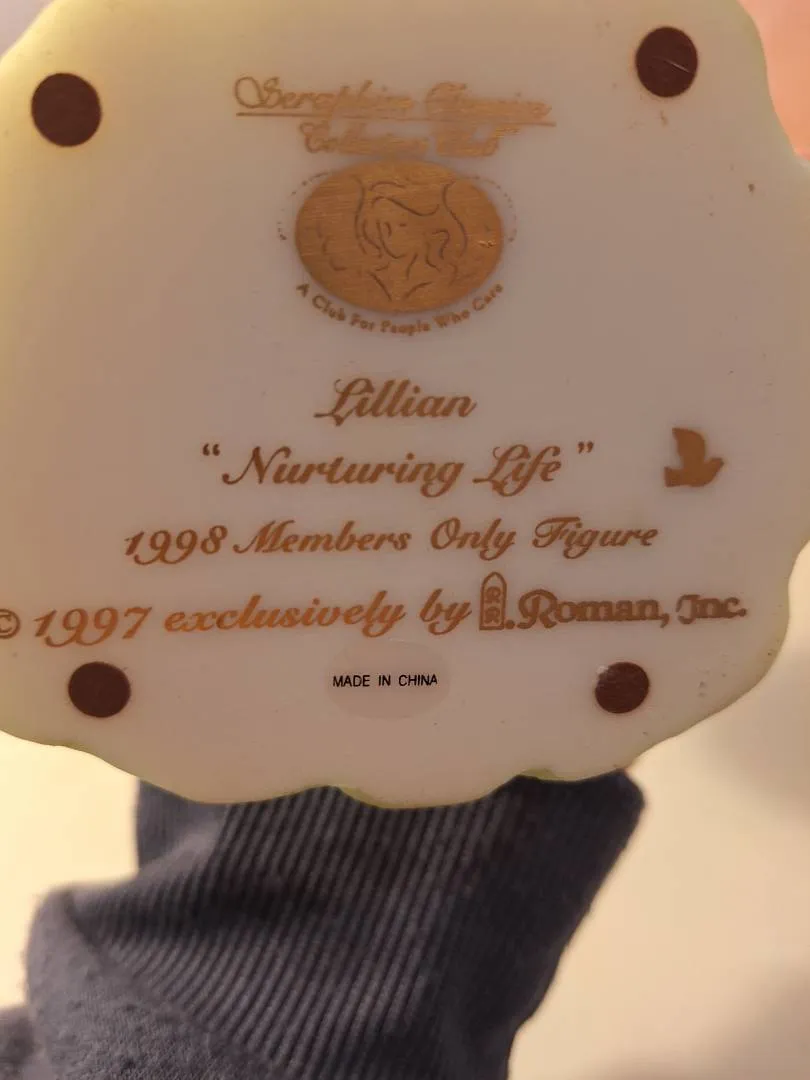 Seraphim Classics
Collectors Club
A Club For People Who Care
Lillian
“Nurturing Life”
1998 Members Only Figure
© 1997 exclusively by R. Roman, Inc.
MADE IN CHINA